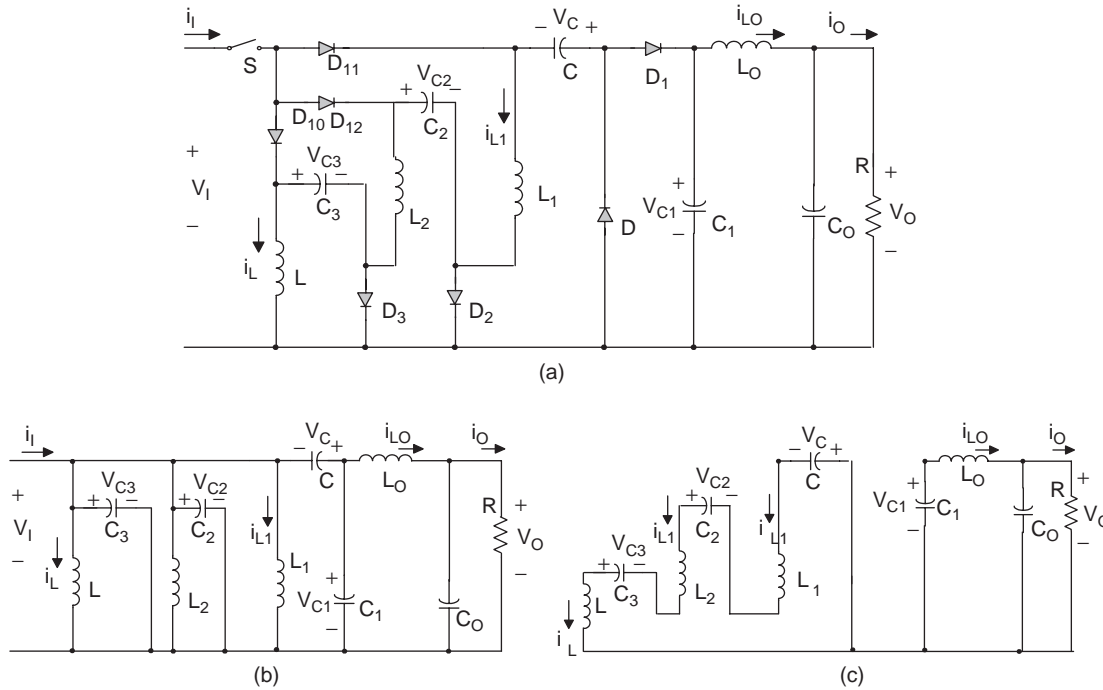 i_I
S
D_11
V_C
− +
C
D_1
i_LO
L_O
i_O
D_10
D_12
V_C2
+ −
C_2
i_L1
L_1
V_C3
+ −
C_3
L_2
+
V_I
−
i_L
L
D_3
D_2
D
+
V_C1
−
C_1
C_O
R
+
V_O
−
(a)
i_I
V_C
− +
C
i_LO
L_O
i_O
+
V_I
−
V_C3
+ −
C_3
V_C2
+ −
C_2
i_L
L
L_2
i_L1
L_1
+
V_C1
−
C_1
C_O
R
+
V_O
−
(b)
V_C
− +
C
V_C2
+ −
C_2
i_L1
i_L1
V_C3
+ −
C_3
L
i_L
L_2
L_1
i_LO
L_O
i_O
+
V_C1
−
C_1
C_O
R
+
V_O
−
(c)